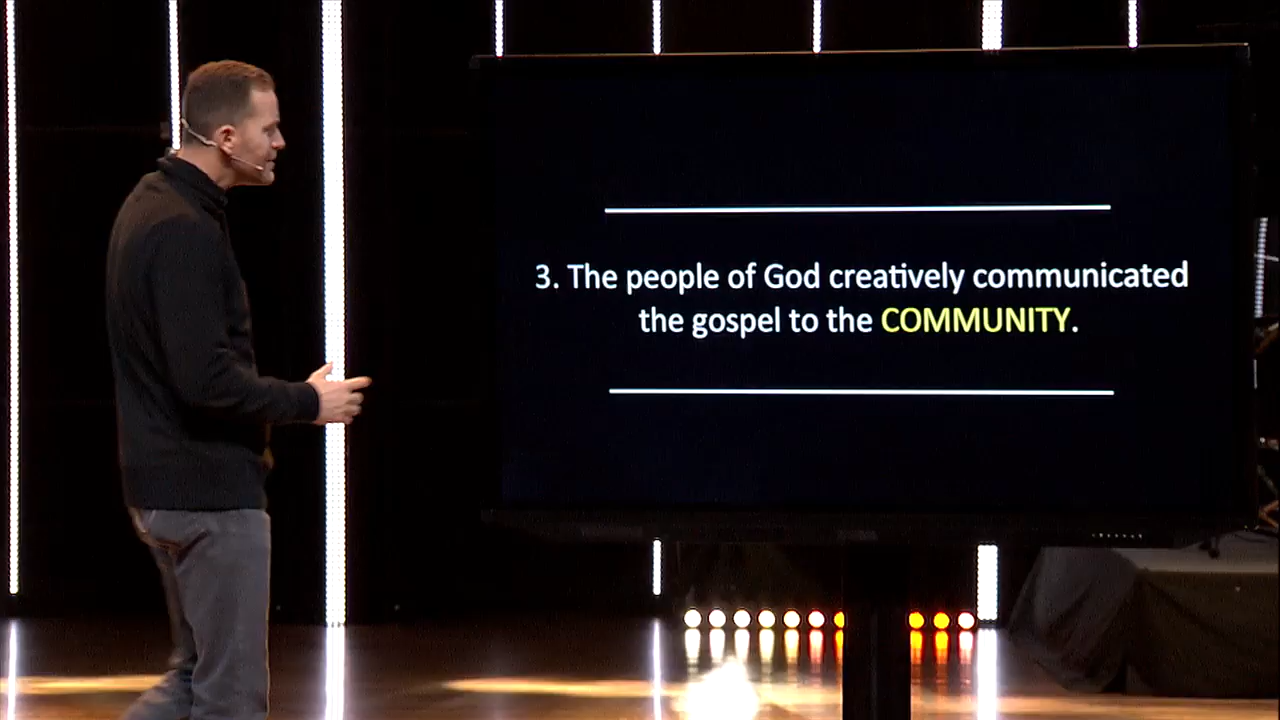 3. The people of God creatively communicated
the gospel to the COMMUNITY.